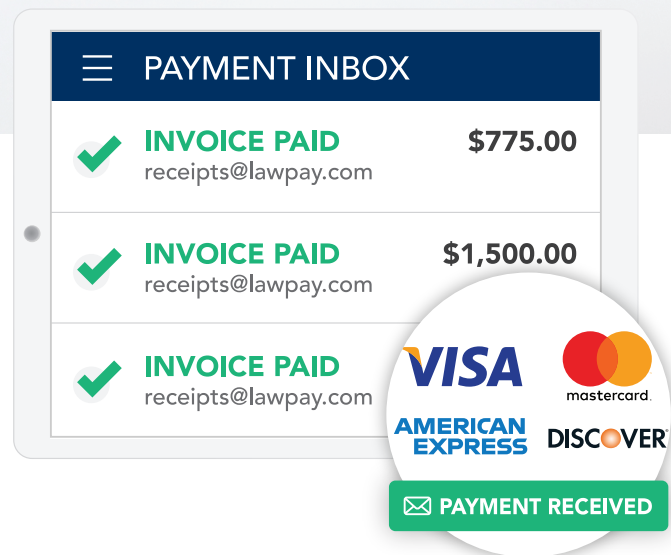 PAYMENT INBOX
INVOICE PAID $775.00
receipts@lawpay.com
INVOICE PAID $1,500.00
receipts@lawpay.com
INVOICE PAID
receipts@lawpay.com
VISA
mastercard.
AMERICAN
EXPRESS
DISCOVER
PAYMENT RECEIVED